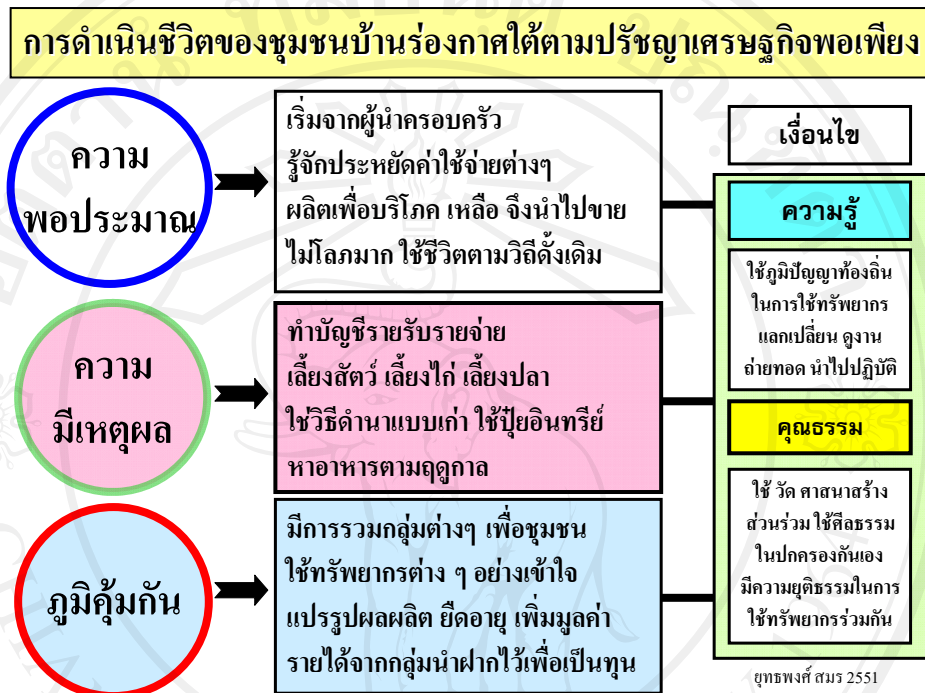 การดำเนินชีวิตของชุมชนบ้านร่องกาศใต้ตามปรัชญาเศรษฐกิจพอเพียง
ความ
พอประมาณ
เริ่มจากผู้นำครอบครัว
รู้จักประหยัดค่าใช้จ่ายต่างๆ
ผลิตเพื่อบริโภค เหลือ จึงนำไปขาย
ไม่โลภมาก ใช้ชีวิตตามวิถีดั้งเดิม
ความ
มีเหตุผล
ทำบัญชีรายรับรายจ่าย
เลี้ยงสัตว์ เลี้ยงไก่ เลี้ยงปลา
ใช่วิธีดำนาแบบเก่า ใช้ปุ๋ยอินทรีย์
หาอาหารตามฤดูกาล
ภูมิคุ้มกัน
มีการรวมกลุ่มต่างๆ เพื่อชุมชน
ใช้ทรัพยากรต่าง ๆ อย่างเข้าใจ
แปรรูปผลผลิต ยืดอายุ เพิ่มมูลค่า
รายได้จากกลุ่มนำฝากไว้เพื่อเป็นทุน
เงื่อนไข
ความรู้
ใช้ภูมิปัญญาท้องถิ่น
ในการใช้ทรัพยากร
แลกเปลี่ยน ดูงาน
ถ่ายทอด นำไปปฏิบัติ
คุณธรรม
ใช้ วัด ศาสนาสร้าง
ส่วนร่วม ใช้ศีลธรรม
ในปกครองกันเอง
มีความยุติธรรมในการ
ใช้ทรัพยากรร่วมกัน
ยุทธพงศ์ สมร 2551